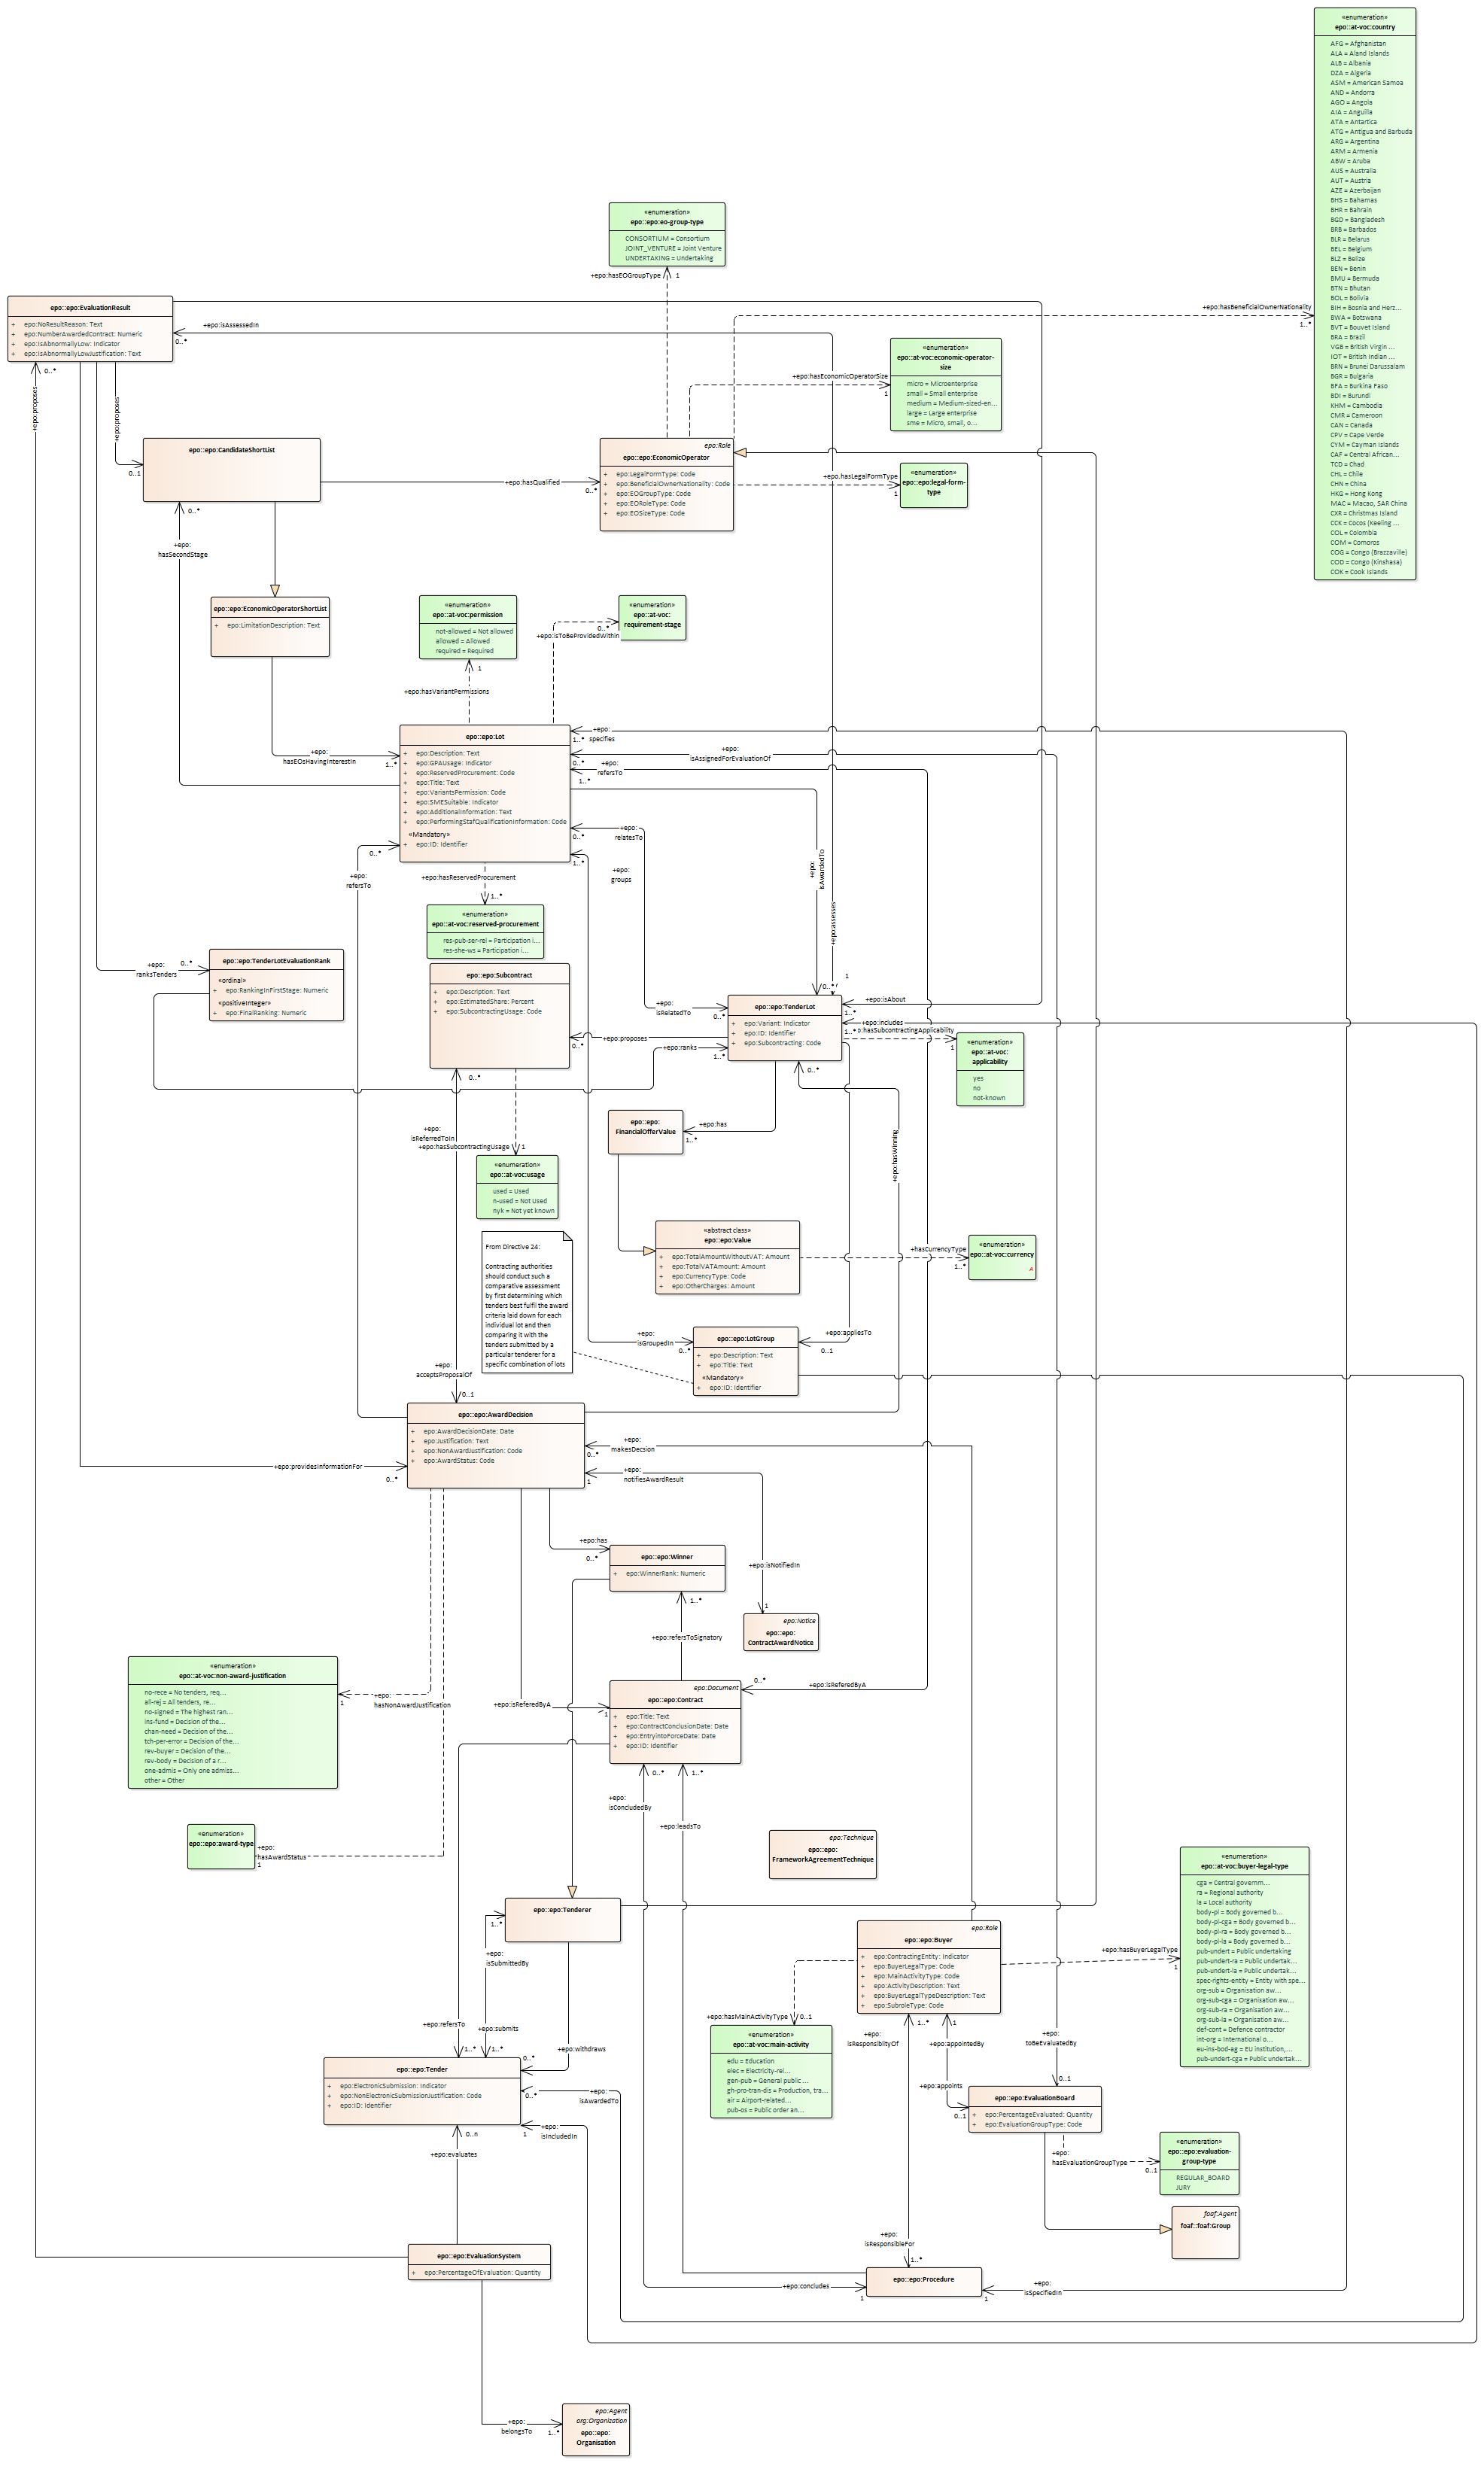 «enumeration»
epo::at-voc:country
AFG = Afghanistan
ALA = Aland Islands
ALB = Albania
DZA = Algeria
ASM = American Samoa
AND = Andorra
AGO = Angola
AIA = Anguilla
ATA = Antartica
ATG = Antigua and Barbuda
ARG = Argentina
ARM = Armenia
ABW = Aruba
AUS = Australia
AUT = Austria
AZE = Azerbaijan
BHS = Bahamas
BHR = Bahrain
BGD = Bangladesh
BRB = Barbados
BLR = Belarus
BEL = Belgium
BLZ = Belize
BEN = Benin
BMU = Bermuda
BTN = Bhutan
BOL = Bolivia
BIH = Bosnia and Herz...
BWA = Botswana
BVT = Bouvet Island
BRA = Brazil
VGB = British Virgin ...
IOT = British Indian ...
BRN = Brunei Darussalam
BGR = Bulgaria
BFA = Burkina Faso
BDI = Burundi
KHM = Cambodia
CMR = Cameroon
CAN = Canada
CPV = Cape Verde
CYM = Cayman Islands
CAF = Central African...
TCD = Chad
CHL = Chile
CHN = China
HKG = Hong Kong
MAC = Macao, SAR China
CXR = Christmas Island
CCK = Cocos (Keeling ...
COL = Colombia
COM = Comoros
COG = Congo (Brazzaville)
COD = Congo (Kinshasa)
COK = Cook Islands
«enumeration»
epo::epo:eo-group-type
CONSORTIUM = Consortium
JOINT_VENTURE = Joint Venture
UNDERTAKING = Undertaking
+epo:hasEOGroupType 1
+epo:hasBeneficialOwnerNationality
1..*
epo::epo:EvaluationResult
+ epo:NoResultReason: Text
+ epo:NumberAwardedContract: Numeric
+ epo:IsAbnormallyLow: Indicator
+ epo:IsAbnormallyLowJustification: Text
+epo:isAssessedIn
0..*
0..*
+epo:proposes
+epo:proposes
0..1
«enumeration»
epo::at-voc:economic-operator-
size
micro = Microenterprise
small = Small enterprise
medium = Medium-sized-en...
large = Large enterprise
sme = Micro, small, o...
+epo:hasEconomicOperatorSize
1
epo::epo:CandidateShortList
+epo:hasQualified
0..*
epo:Role
epo::epo:EconomicOperator
+ epo:LegalFormType: Code
+ epo:BeneficialOwnerNationality: Code
+ epo:EOGroupType: Code
+ epo:EORoleType: Code
+ epo:EOSizeType: Code
+epo:hasLegalFormType
1
«enumeration»
epo::epo:legal-form-
type
0..*
+epo:
hasSecondStage
epo::epo:EconomicOperatorShortList
+ epo:LimitationDescription: Text
«enumeration»
epo::at-voc:permission
not-allowed = Not allowed
allowed = Allowed
required = Required
1
+epo:hasVariantPermissions
«enumeration»
epo::at-voc:
requirement-stage
0..*
+epo:isToBeProvidedWithin
+epo:
hasEOsHavingInterestIn
1..*
epo::epo:Lot
+ epo:Description: Text
+ epo:GPAUsage: Indicator
+ epo:ReservedProcurement: Code
+ epo:Title: Text
+ epo:VariantsPermission: Code
+ epo:SMESuitable: Indicator
+ epo:AdditionalInformation: Text
+ epo:PerformingStafQualificationInformation: Code
«Mandatory»
+ epo:ID: Identifier
+epo:
specifies
1..*
+epo:
isAssignedForEvaluationOf
0..*
+epo:
refersTo
1..*
+epo:
relatesTo
0..*
1..*
+epo:
groups
0..*
+epo:
refersTo
+epo:
isAwardedTo
+epo:assesses
1
0..*
+epo:hasReservedProcurement
1..*
«enumeration»
epo::at-voc:reserved-procurement
res-pub-ser-rel = Participation i...
res-she-ws = Participation i...
epo::epo:TenderLotEvaluationRank
«ordinal»
+ epo:RankingInFirstStage: Numeric
«positiveInteger»
+ epo:FinalRanking: Numeric
+epo:
ranksTenders
0..*
epo::epo:Subcontract
+ epo:Description: Text
+ epo:EstimatedShare: Percent
+ epo:SubcontractingUsage: Code
+epo:
isRelatedTo
0..*
+epo:proposes
0..*
+epo:ranks
1..*
epo::epo:TenderLot
+ epo:Variant: Indicator
+ epo:ID: Identifier
+ epo:Subcontracting: Code
+epo:isAbout
1..*
+epo:includes
1..*
o:hasSubcontractingApplicability
1
«enumeration»
epo::at-voc:
applicability
yes
no
not-known
0..*
0..*
+epo:
isReferredToIn
+epo:hasSubcontractingUsage
1
«enumeration»
epo::at-voc:usage
used = Used
n-used = Not Used
nyk = Not yet known
epo::epo:
FinancialOfferValue
+epo:has
1..*
+epo:hasWinning
From Directive 24:
Contracting authorities
should conduct such a
comparative assessment
by first determining which
tenders best fulfil the award
criteria laid down for each
individual lot and then
comparing it with the
tenders submitted by a
particular tenderer for a
specific combination of lots
«abstract class»
epo::epo:Value
+ epo:TotalAmountWithoutVAT: Amount
+ epo:TotalVATAmount: Amount
+ epo:CurrencyType: Code
+ epo:OtherCharges: Amount
+hasCurrencyType
1..*
«enumeration»
epo::at-voc:currency
+epo:
isGroupedIn
0..*
epo::epo:LotGroup
+ epo:Description: Text
+ epo:Title: Text
«Mandatory»
+ epo:ID: Identifier
+epo:appliesTo
0..1
+epo:
acceptsProposalOf
0..1
epo::epo:AwardDecision
+ epo:AwardDecisionDate: Date
+ epo:Justification: Text
+ epo:NonAwardJustification: Code
+ epo:AwardStatus: Code
+epo:providesInformationFor
0..*
+epo:
makesDecsion
0..*
+epo:
notifiesAwardResult
1
+epo:has
0..*
epo::epo:Winner
+ epo:WinnerRank: Numeric
+epo:isNotifiedIn
1
epo:Notice
epo::epo:
ContractAwardNotice
1..*
+epo:refersToSignatory
«enumeration»
epo::at-voc:non-award-justification
no-rece = No tenders, req...
all-rej = All tenders, re...
no-signed = The highest ran...
ins-fund = Decision of the...
chan-need = Decision of the...
tch-per-error = Decision of the...
rev-buyer = Decision of the...
rev-body = Decision of a r...
one-admis = Only one admiss...
other = Other
1
+epo:
hasNonAwardJustification
+epo:isReferedByA
1
epo:Document
epo::epo:Contract
+ epo:Title: Text
+ epo:ContractConclusionDate: Date
+ epo:EntryintoForceDate: Date
+ epo:ID: Identifier
0..*
+epo:isReferedByA
0..*
1..*
+epo:
isConcludedBy
+epo:leadsTo
«enumeration»
epo::epo:award-type
+epo:
hasAwardStatus
1
epo:Technique
epo::epo:
FrameworkAgreementTechnique
«enumeration»
epo::at-voc:buyer-legal-type
cga = Central governm...
ra = Regional authority
la = Local authority
body-pl = Body governed b...
body-pl-cga = Body governed b...
body-pl-ra = Body governed b...
body-pl-la = Body governed b...
pub-undert = Public undertaking
pub-undert-ra = Public undertak...
pub-undert-la = Public undertak...
spec-rights-entity = Entity with spe...
org-sub = Organisation aw...
org-sub-cga = Organisation aw...
org-sub-ra = Organisation aw...
org-sub-la = Organisation aw...
def-cont = Defence contractor
int-org = International o...
eu-ins-bod-ag = EU institution,...
pub-undert-cga = Public undertak...
epo::epo:Tenderer
1..*
+epo:
isSubmittedBy
epo:Role
epo::epo:Buyer
+ epo:ContractingEntity: Indicator
+ epo:BuyerLegalType: Code
+ epo:MainActivityType: Code
+ epo:ActivityDescription: Text
+ epo:BuyerLegalTypeDescription: Text
+ epo:SubroleType: Code
+epo:hasBuyerLegalType
1
+epo:hasMainActivityType
0..1
«enumeration»
epo::at-voc:main-activity
edu = Education
elec = Electricity-rel...
gen-pub = General public ...
gh-pro-tran-dis = Production, tra...
air = Airport-related...
pub-os = Public order an...
1..*
+epo:
isResponsiblityOf
1
+epo:appointedBy
+epo:
toBeEvaluatedBy
0..1
+epo:refersTo
1..*
+epo:submits
1..*
+epo:withdraws
0..*
epo::epo:Tender
+ epo:ElectronicSubmission: Indicator
+ epo:NonElectronicSubmissionJustification: Code
+ epo:ID: Identifier
+epo:
isAwardedTo
0..*
+epo:
isIncludedIn
1
+epo:appoints
0..1
epo::epo:EvaluationBoard
+ epo:PercentageEvaluated: Quantity
+ epo:EvaluationGroupType: Code
+epo:
hasEvaluationGroupType
0..1
«enumeration»
epo::epo:evaluation-
group-type
REGULAR_BOARD
JURY
0..n
+epo:evaluates
foaf:Agent
foaf::foaf:Group
epo::epo:EvaluationSystem
+ epo:PercentageOfEvaluation: Quantity
+epo:
isResponsibleFor
1..*
epo::epo:Procedure
+epo:concludes
1
+epo:
isSpecifiedIn
1
+epo:
belongsTo
1..*
epo:Agent
org:Organization
epo::epo:
Organisation